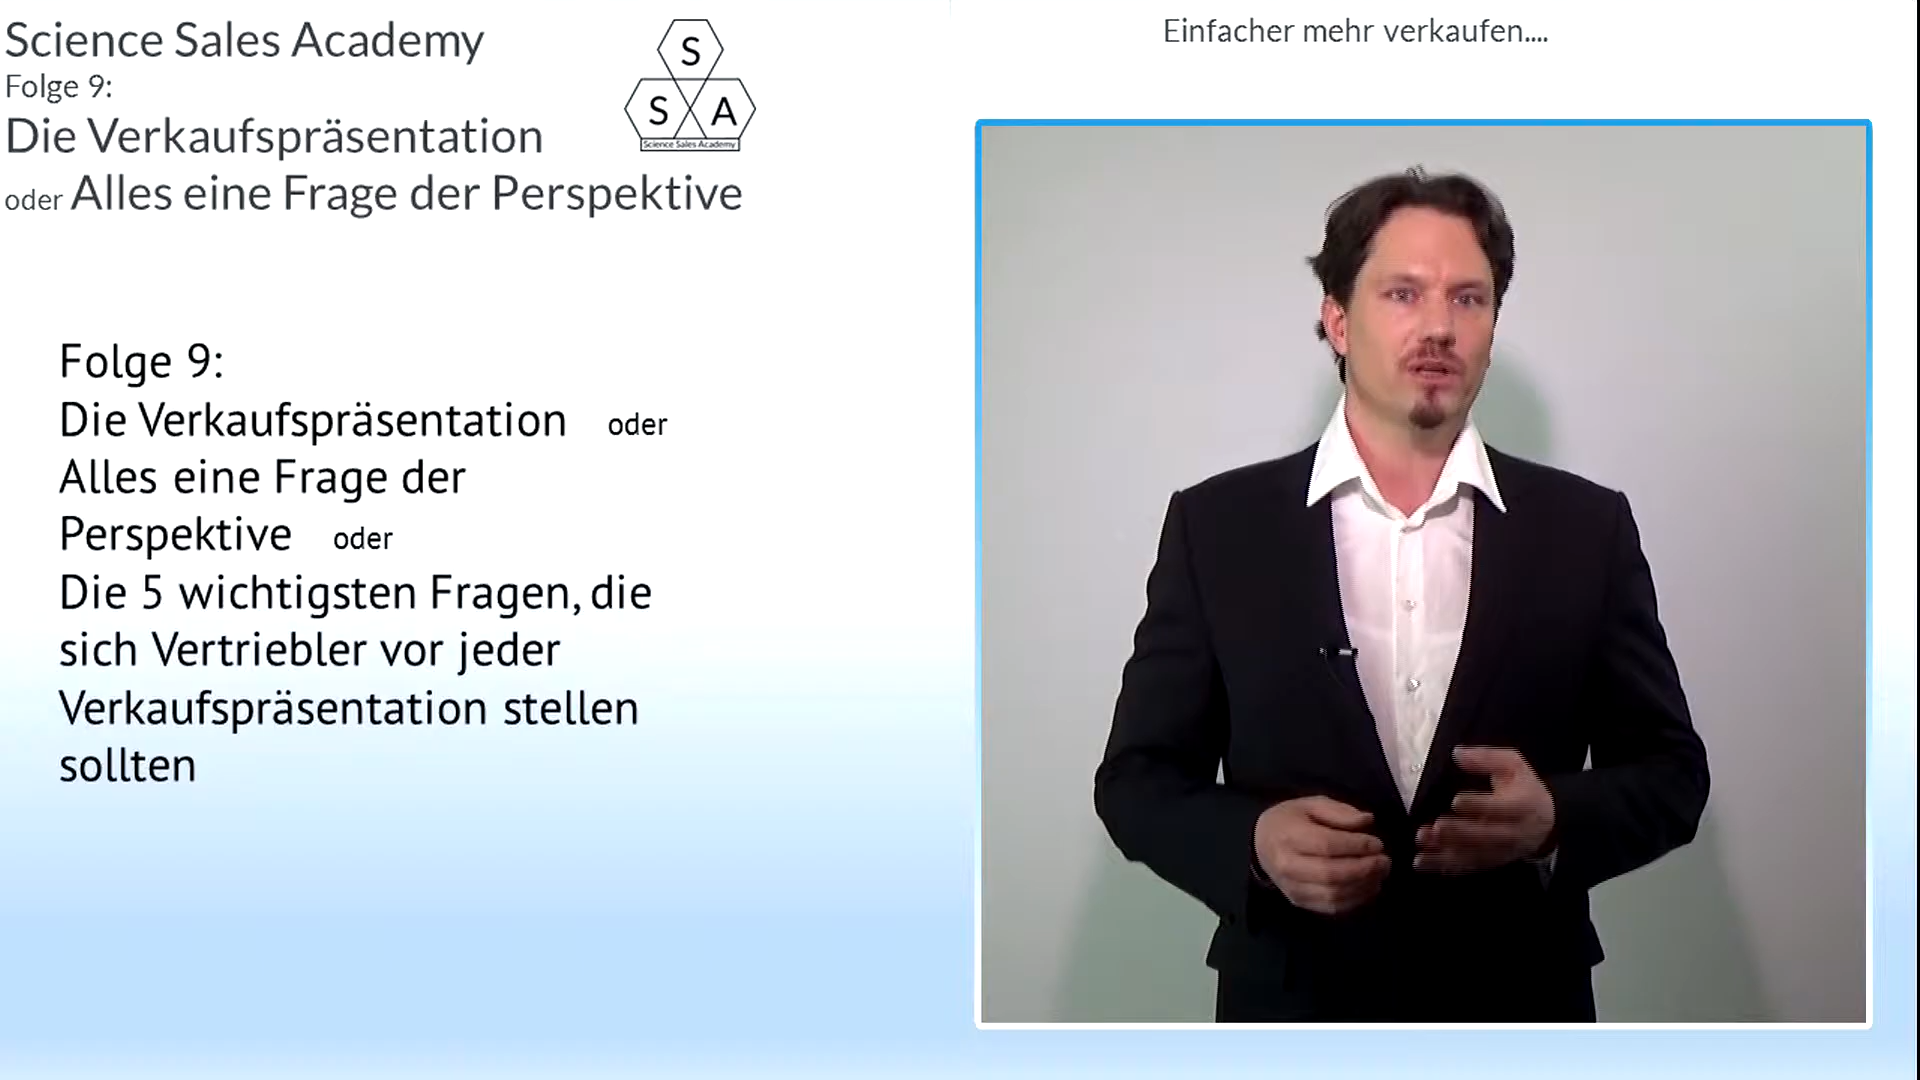 Science Sales Academy
Folge 9:
Die Verkaufspräsentation
oder Alles eine Frage der Perspektive
S
S A
Science Sales Academy
Einfacher mehr verkaufen....
Folge 9:
Die Verkaufspräsentation oder
Alles eine Frage der
Perspektive oder
Die 5 wichtigsten Fragen, die
sich Vertriebler vor jeder
Verkaufspräsentation stellen
sollten